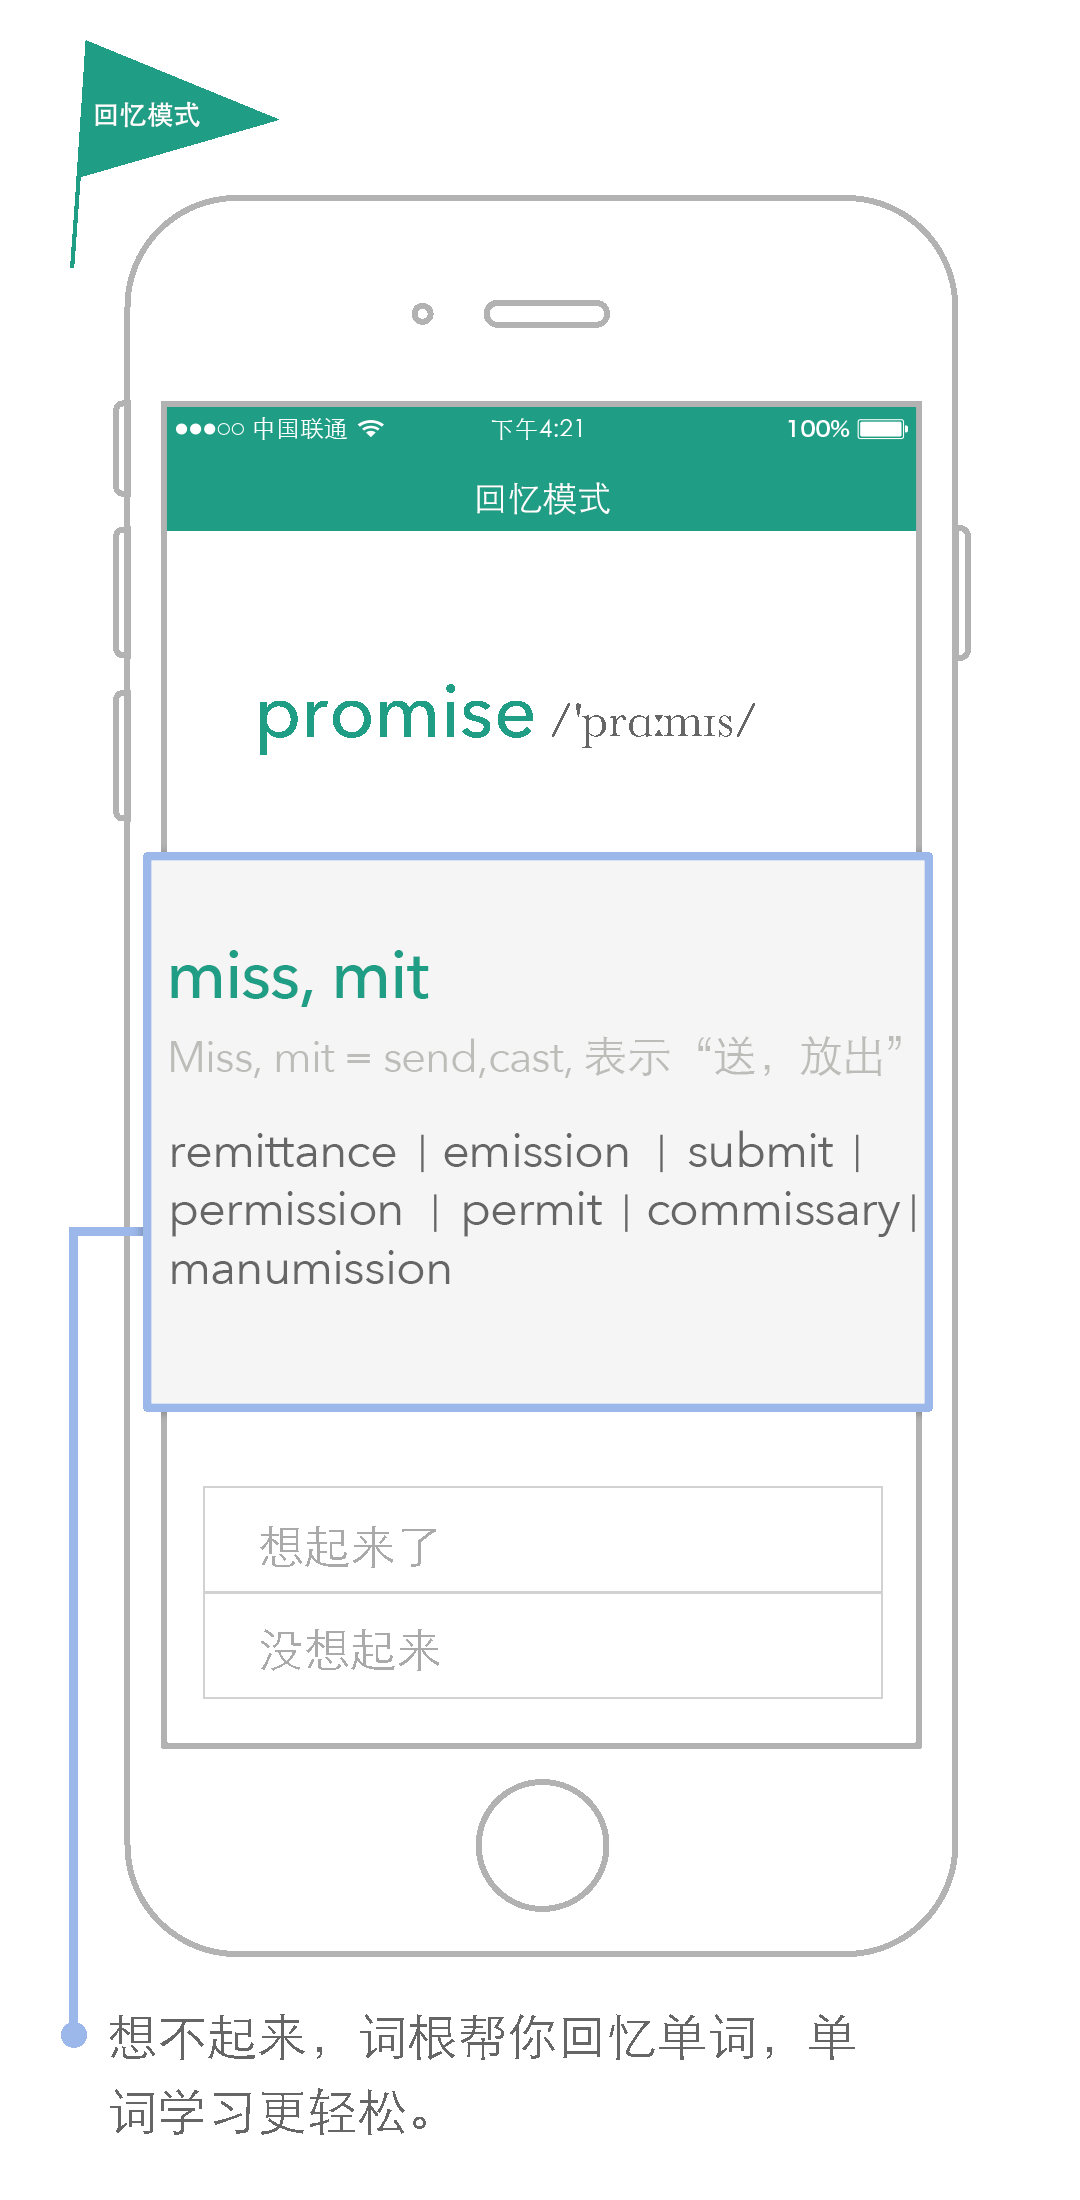 回忆模式
中国联通 下午4:21 100%
回忆模式
promise /'prɑːmɪs/
miss, mit
Miss, mit = send,cast, 表示“送，放出”
remittance | emission | submit |
permission | permit | commissary |
manumission
想起来了
没想起来
想不起来，词根帮你回忆单词，单
词学习更轻松。